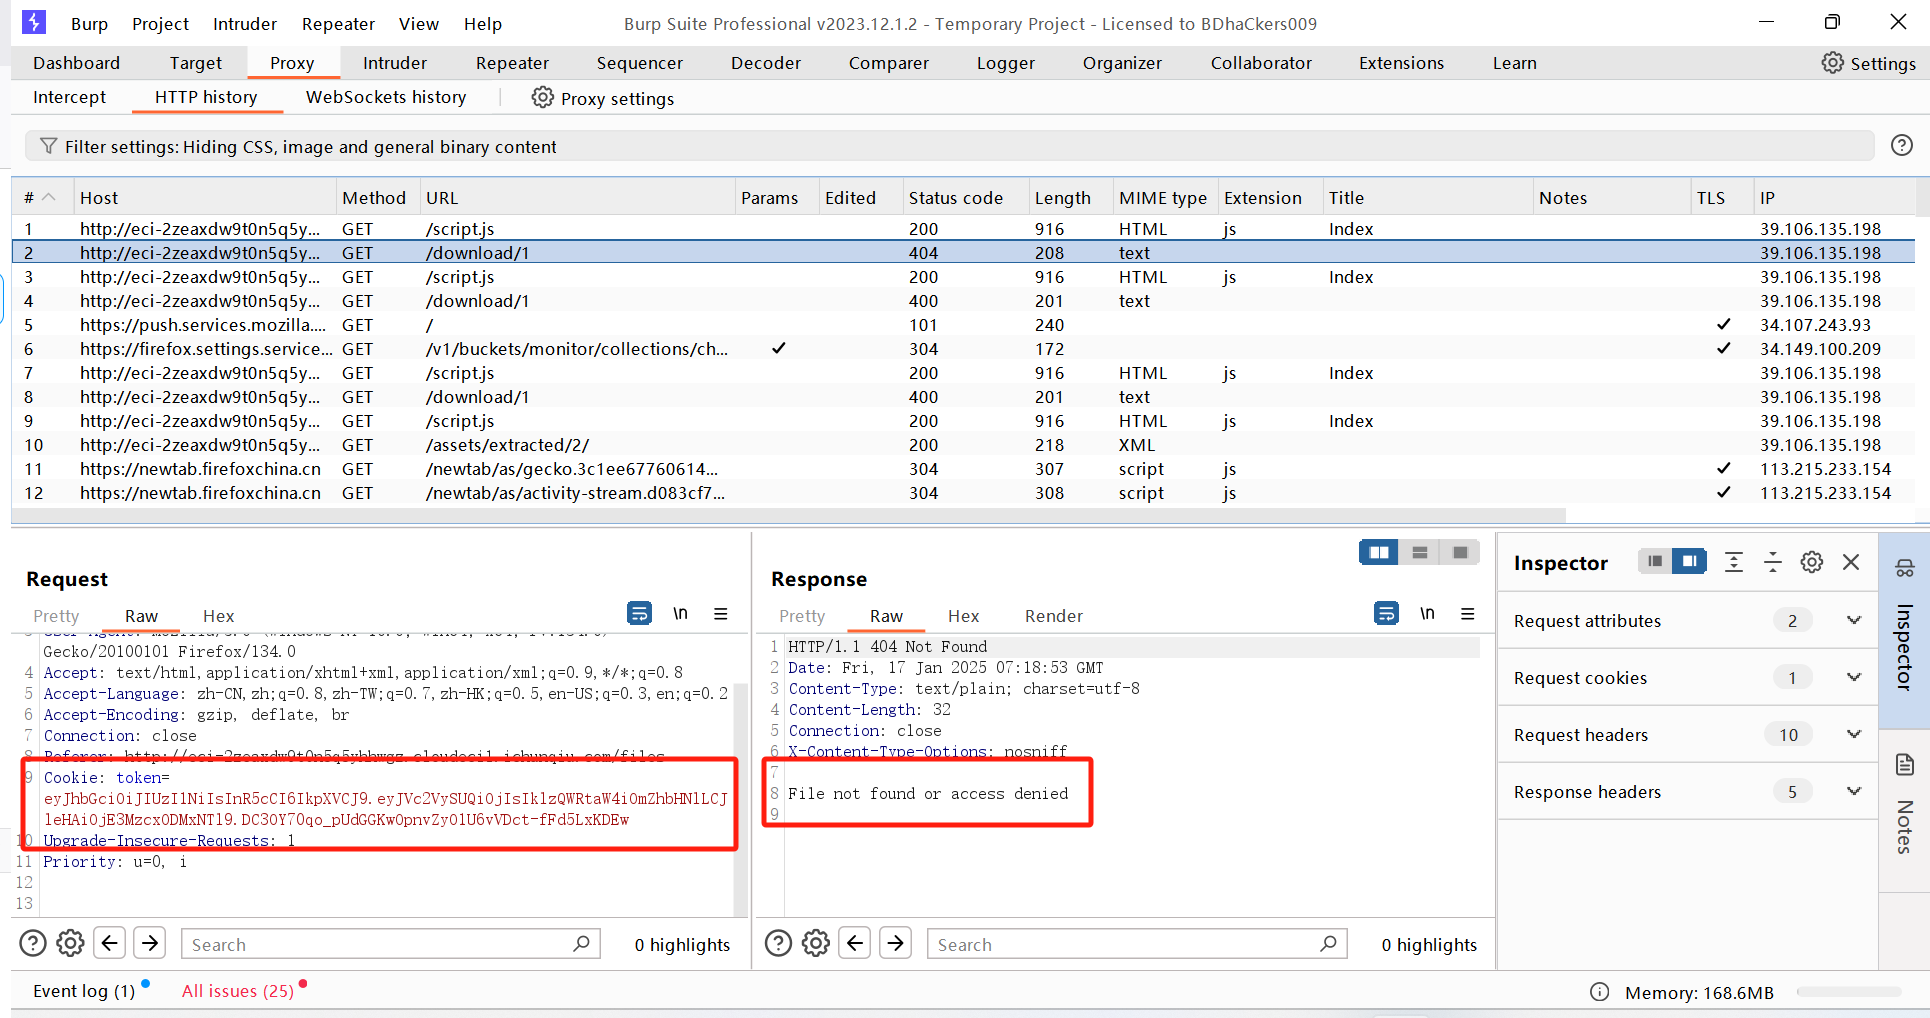 Burp Project Intruder Repeater View Help Burp Suite Professional v2023.12.1.2 - Temporary Project - Licensed to BDhaCkers009
Dashboard Target Proxy Intruder Repeater Sequencer Decoder Comparer Logger Organizer Collaborator Extensions Learn Settings
Intercept HTTP history WebSockets history Proxy settings
Filter settings: Hiding CSS, image and general binary content
# Host Method URL Params Edited Status code Length MIME type Extension Title Notes TLS IP
1 http://eci-2zeaxdw9t0n5q5y... GET /script.js 200 916 HTML js Index 39.106.135.198
2 http://eci-2zeaxdw9t0n5q5y... GET /download/1 404 208 text 39.106.135.198
3 http://eci-2zeaxdw9t0n5q5y... GET /script.js 200 916 HTML js Index 39.106.135.198
4 http://eci-2zeaxdw9t0n5q5y... GET /download/1 400 201 text 39.106.135.198
5 https://push.services.mozilla.... GET / 101 240 ✓ 34.107.243.93
6 https://firefox.settings.service... GET /v1/buckets/monitor/collections/ch... ✓ 304 172 ✓ 34.149.100.209
7 http://eci-2zeaxdw9t0n5q5y... GET /script.js 200 916 HTML js Index 39.106.135.198
8 http://eci-2zeaxdw9t0n5q5y... GET /download/1 400 201 text 39.106.135.198
9 http://eci-2zeaxdw9t0n5q5y... GET /script.js 200 916 HTML js Index 39.106.135.198
10 http://eci-2zeaxdw9t0n5q5y... GET /assets/extracted/2/ 200 218 XML 39.106.135.198
11 https://newtab.firefoxchina.cn GET /newtab/as/gecko.3c1ee67760614... 304 307 script js ✓ 113.215.233.154
12 https://newtab.firefoxchina.cn GET /newtab/as/activity-stream.d083cf7... 304 308 script js ✓ 113.215.233.154
Request
Pretty Raw Hex \n
Gecko/20100101 Firefox/134.0
4 Accept: text/html,application/xhtml+xml,application/xml;q=0.9,*/*;q=0.8
5 Accept-Language: zh-CN,zh;q=0.8,zh-TW;q=0.7,zh-HK;q=0.5,en-US;q=0.3,en;q=0.2
6 Accept-Encoding: gzip, deflate, br
7 Connection: close
8 Referer: http://eci-2zeaxdw9t0n5q5yhhwgz.cloudeci1.ichunqiu.com/files
9 Cookie: token=
eyJhbGciOiJIUzI1NiIsInR5cCI6IkpXVCJ9.eyJVc2VySUQiOjIsIklzQWRtaW4iOmZhbHNlLCJ
leHAiOjE3MzcxODMxNTl9.DC3OY70qo_pUdGGKwOpnvZy01U6vVDct-fFd5LxKDEw
10 Upgrade-Insecure-Requests: 1
11 Priority: u=0, i
12
13
Search 0 highlights
Response
Pretty Raw Hex Render \n
1 HTTP/1.1 404 Not Found
2 Date: Fri, 17 Jan 2025 07:18:53 GMT
3 Content-Type: text/plain; charset=utf-8
4 Content-Length: 32
5 Connection: close
6 X-Content-Type-Options: nosniff
7
8 File not found or access denied
9
Search 0 highlights
Inspector
Request attributes 2
Request cookies 1
Request headers 10
Response headers 5
Inspector
Notes
Event log (1) All issues (25) Memory: 168.6MB